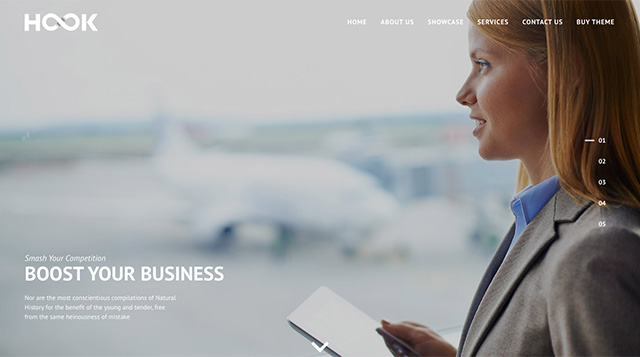 HOOK
HOME ABOUT US SHOWCASE SERVICES CONTACT US BUY THEME
01
02
03
04
05
Smash Your Competition
BOOST YOUR BUSINESS
Nor are the most conscientious compilations of Natural
History for the benefit of the young and tender, free
from the same heinousness of mistake